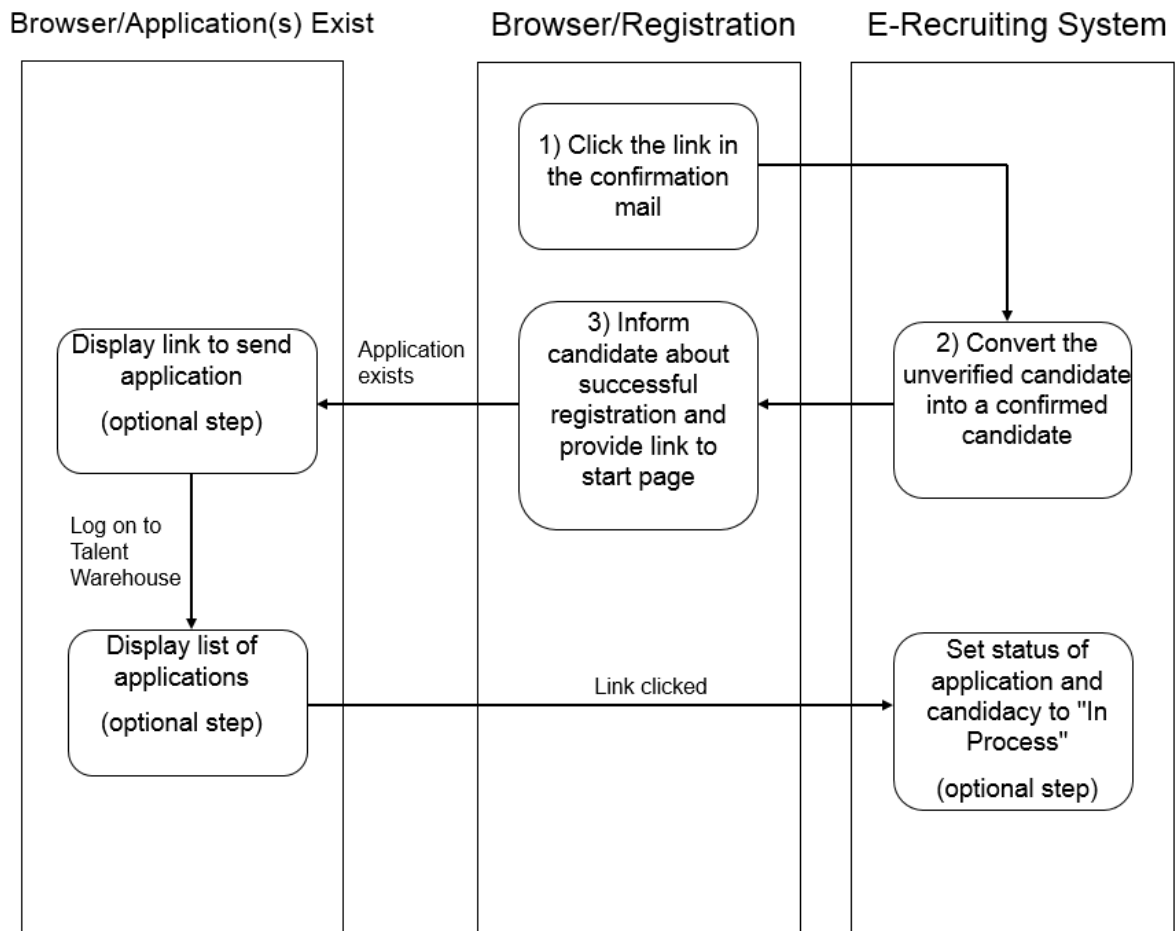 Browser/Application(s) Exist
Browser/Registration
E-Recruiting System
1) Click the link in
the confirmation
mail
Display link to send
application
(optional step)
Application
exists
3) Inform
candidate about
successful
registration and
provide link to
start page
2) Convert the
unverified candidate
into a confirmed
candidate
Log on to
Talent
Warehouse
Display list of
applications
(optional step)
Link clicked
Set status of
application and
candidacy to "In
Process"
(optional step)